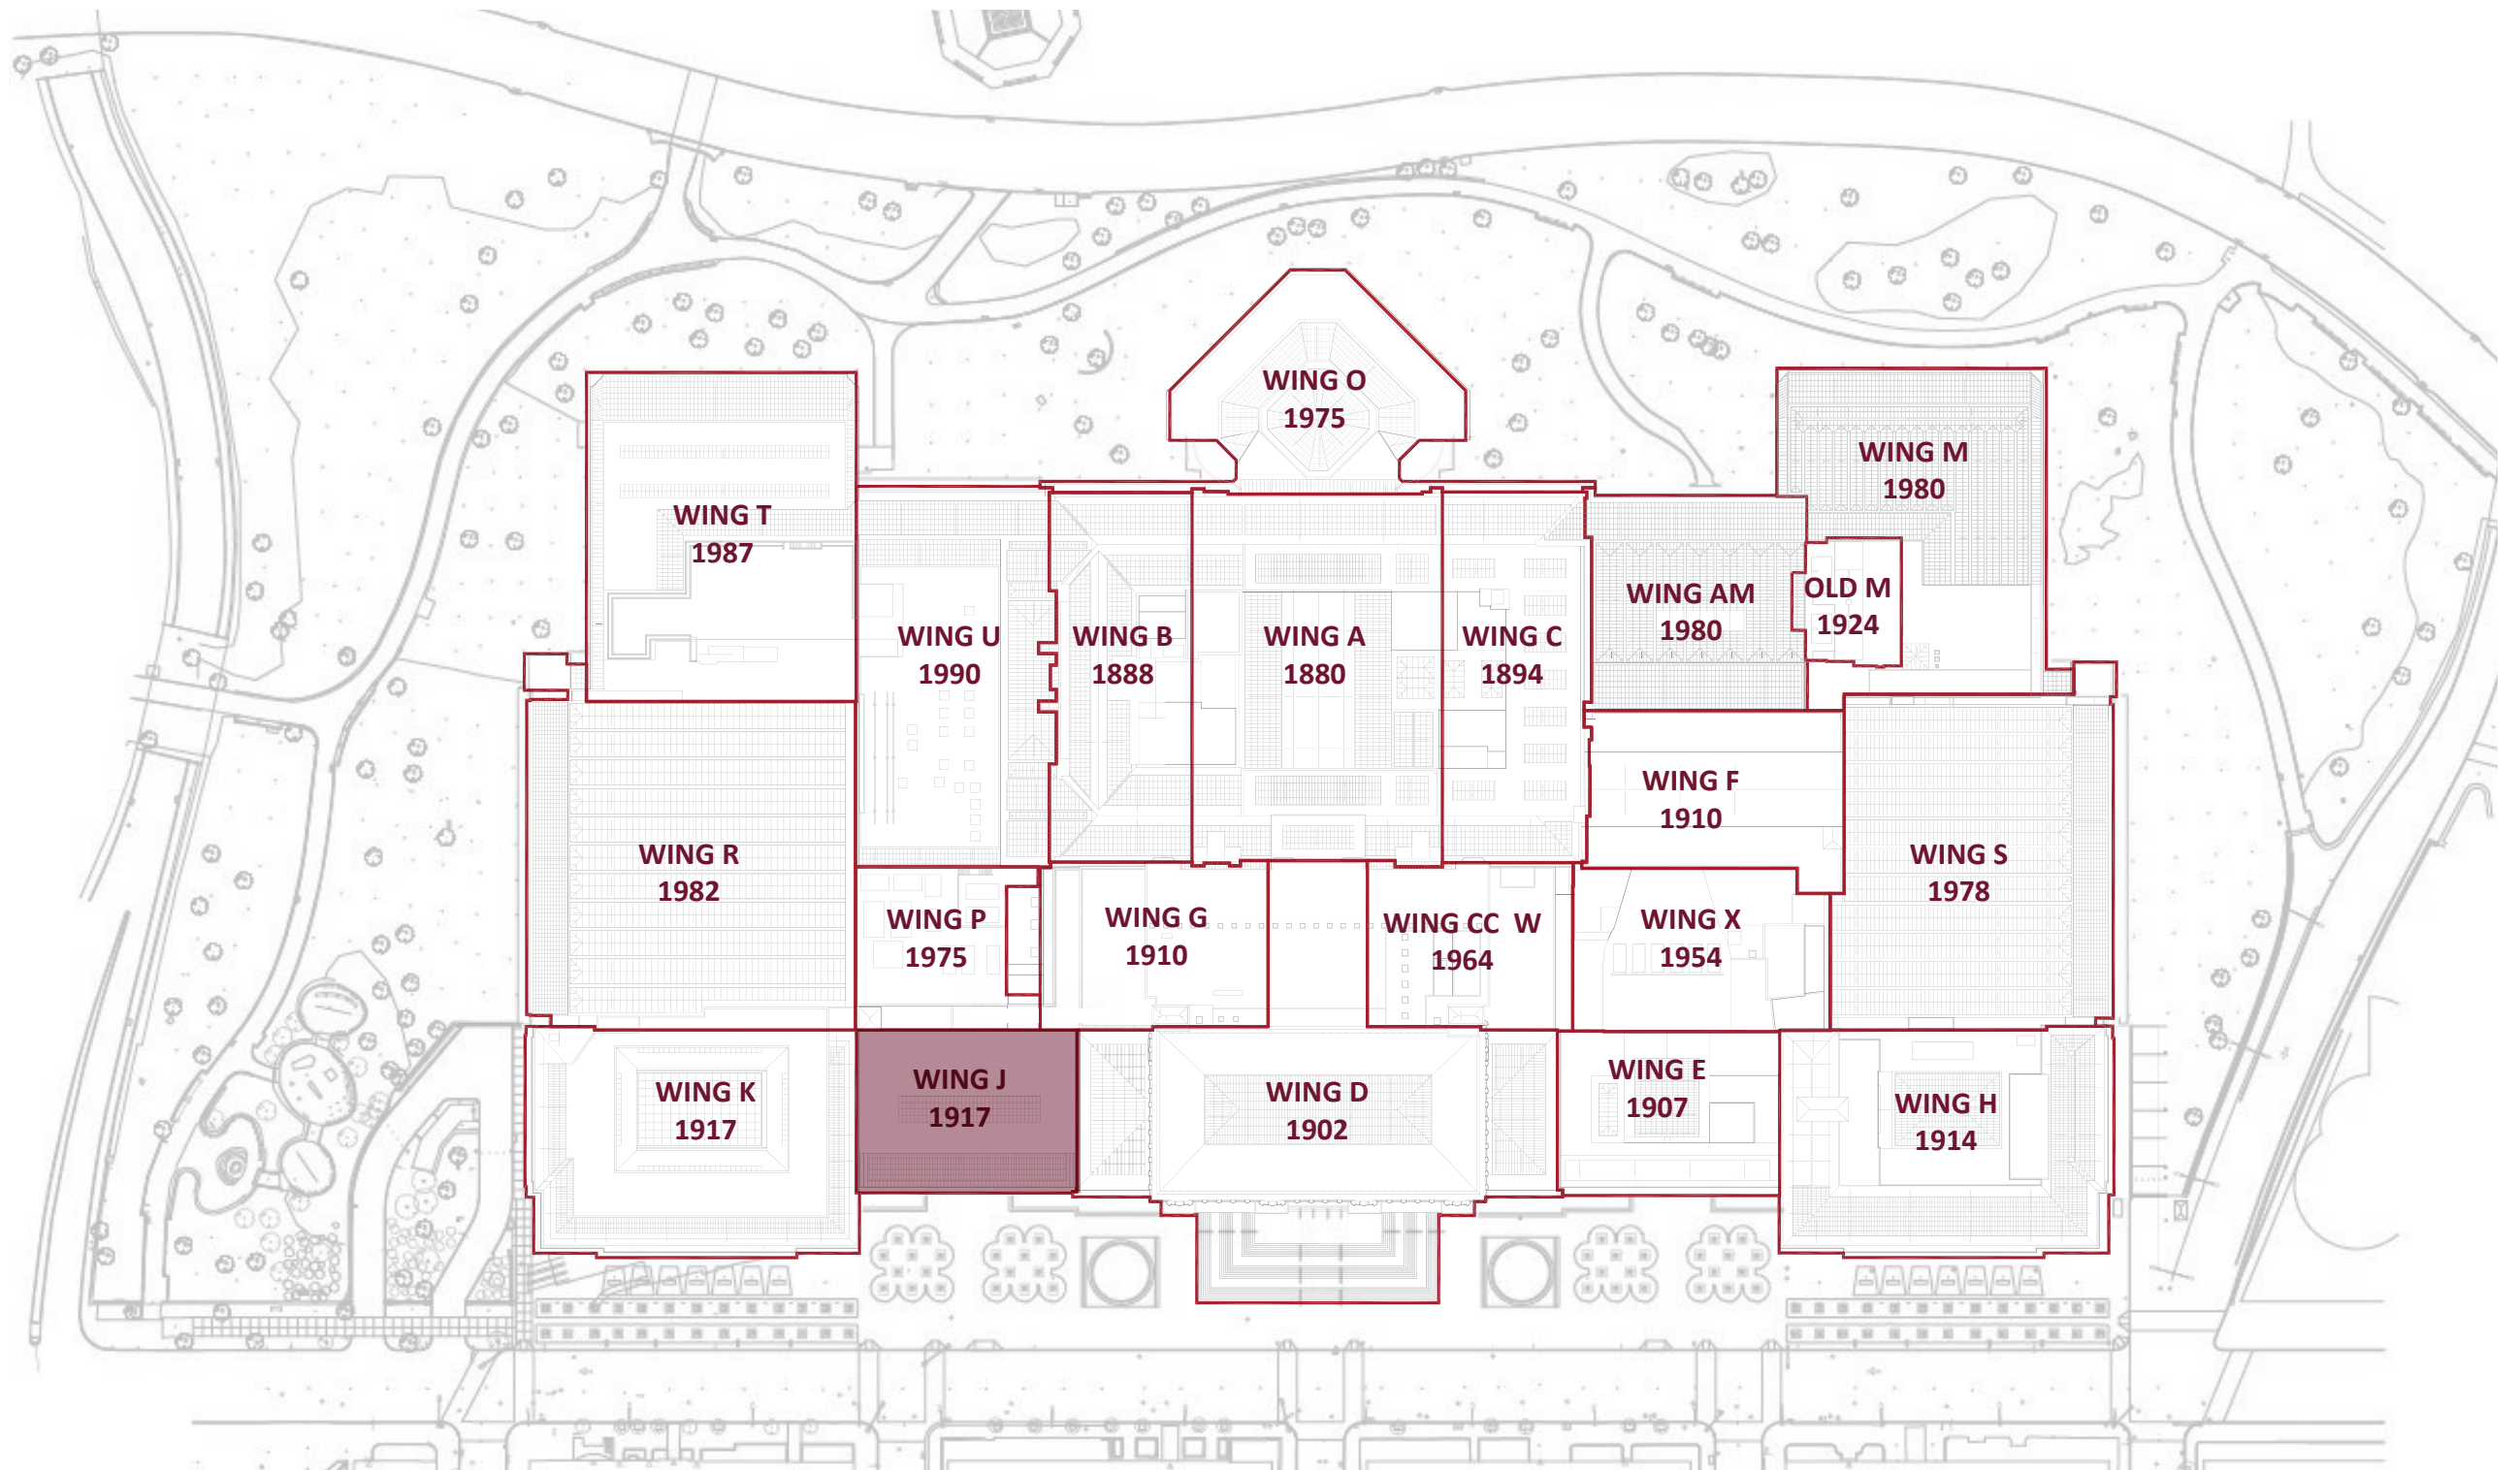 WING O
1975
WING M
1980
WING T
1987
WING AM
1980
OLD M
1924
WING U
1990
WING B
1888
WING A
1880
WING C
1894
WING F
1910
WING R
1982
WING S
1978
WING P
1975
WING G
1910
WING CC W
1964
WING X
1954
WING K
1917
WING J
1917
WING D
1902
WING E
1907
WING H
1914